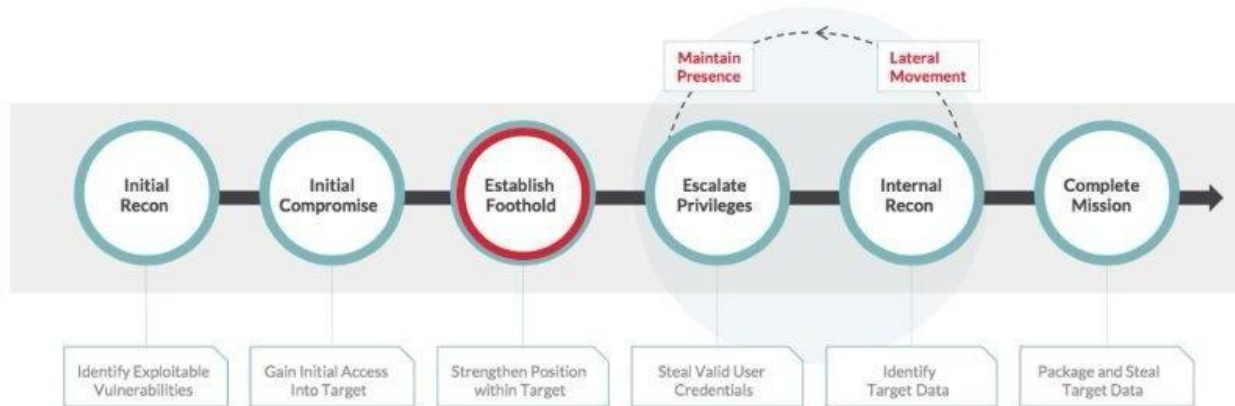 Maintain
Presence
Lateral
Movement
Initial
Recon
Initial
Compromise
Establish
Foothold
Escalate
Privileges
Internal
Recon
Complete
Mission
Identify Exploitable
Vulnerabilities
Gain Initial Access
Into Target
Strengthen Position
within Target
Steal Valid User
Credentials
Identify
Target Data
Package and Steal
Target Data